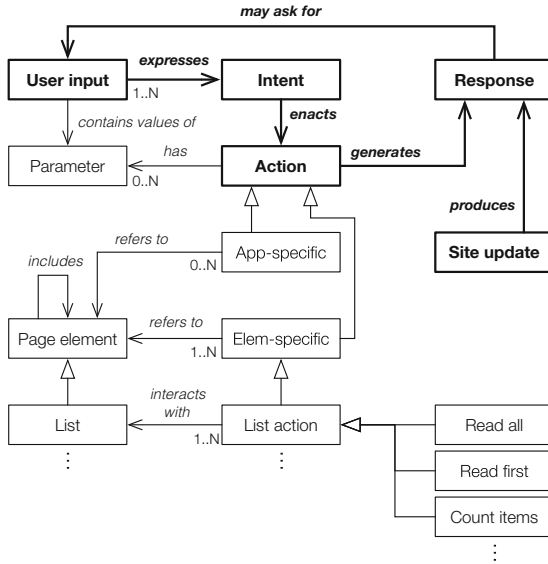 may ask for
User input
expresses
1..N
Intent
Response
contains values of
enacts
Parameter
has
0..N
Action
generates
produces
refers to
0..N
App-specific
Site update
includes
Page element
refers to
1..N
Elem-specific
List
interacts
with
1..N
List action
Read all
Read first
Count items